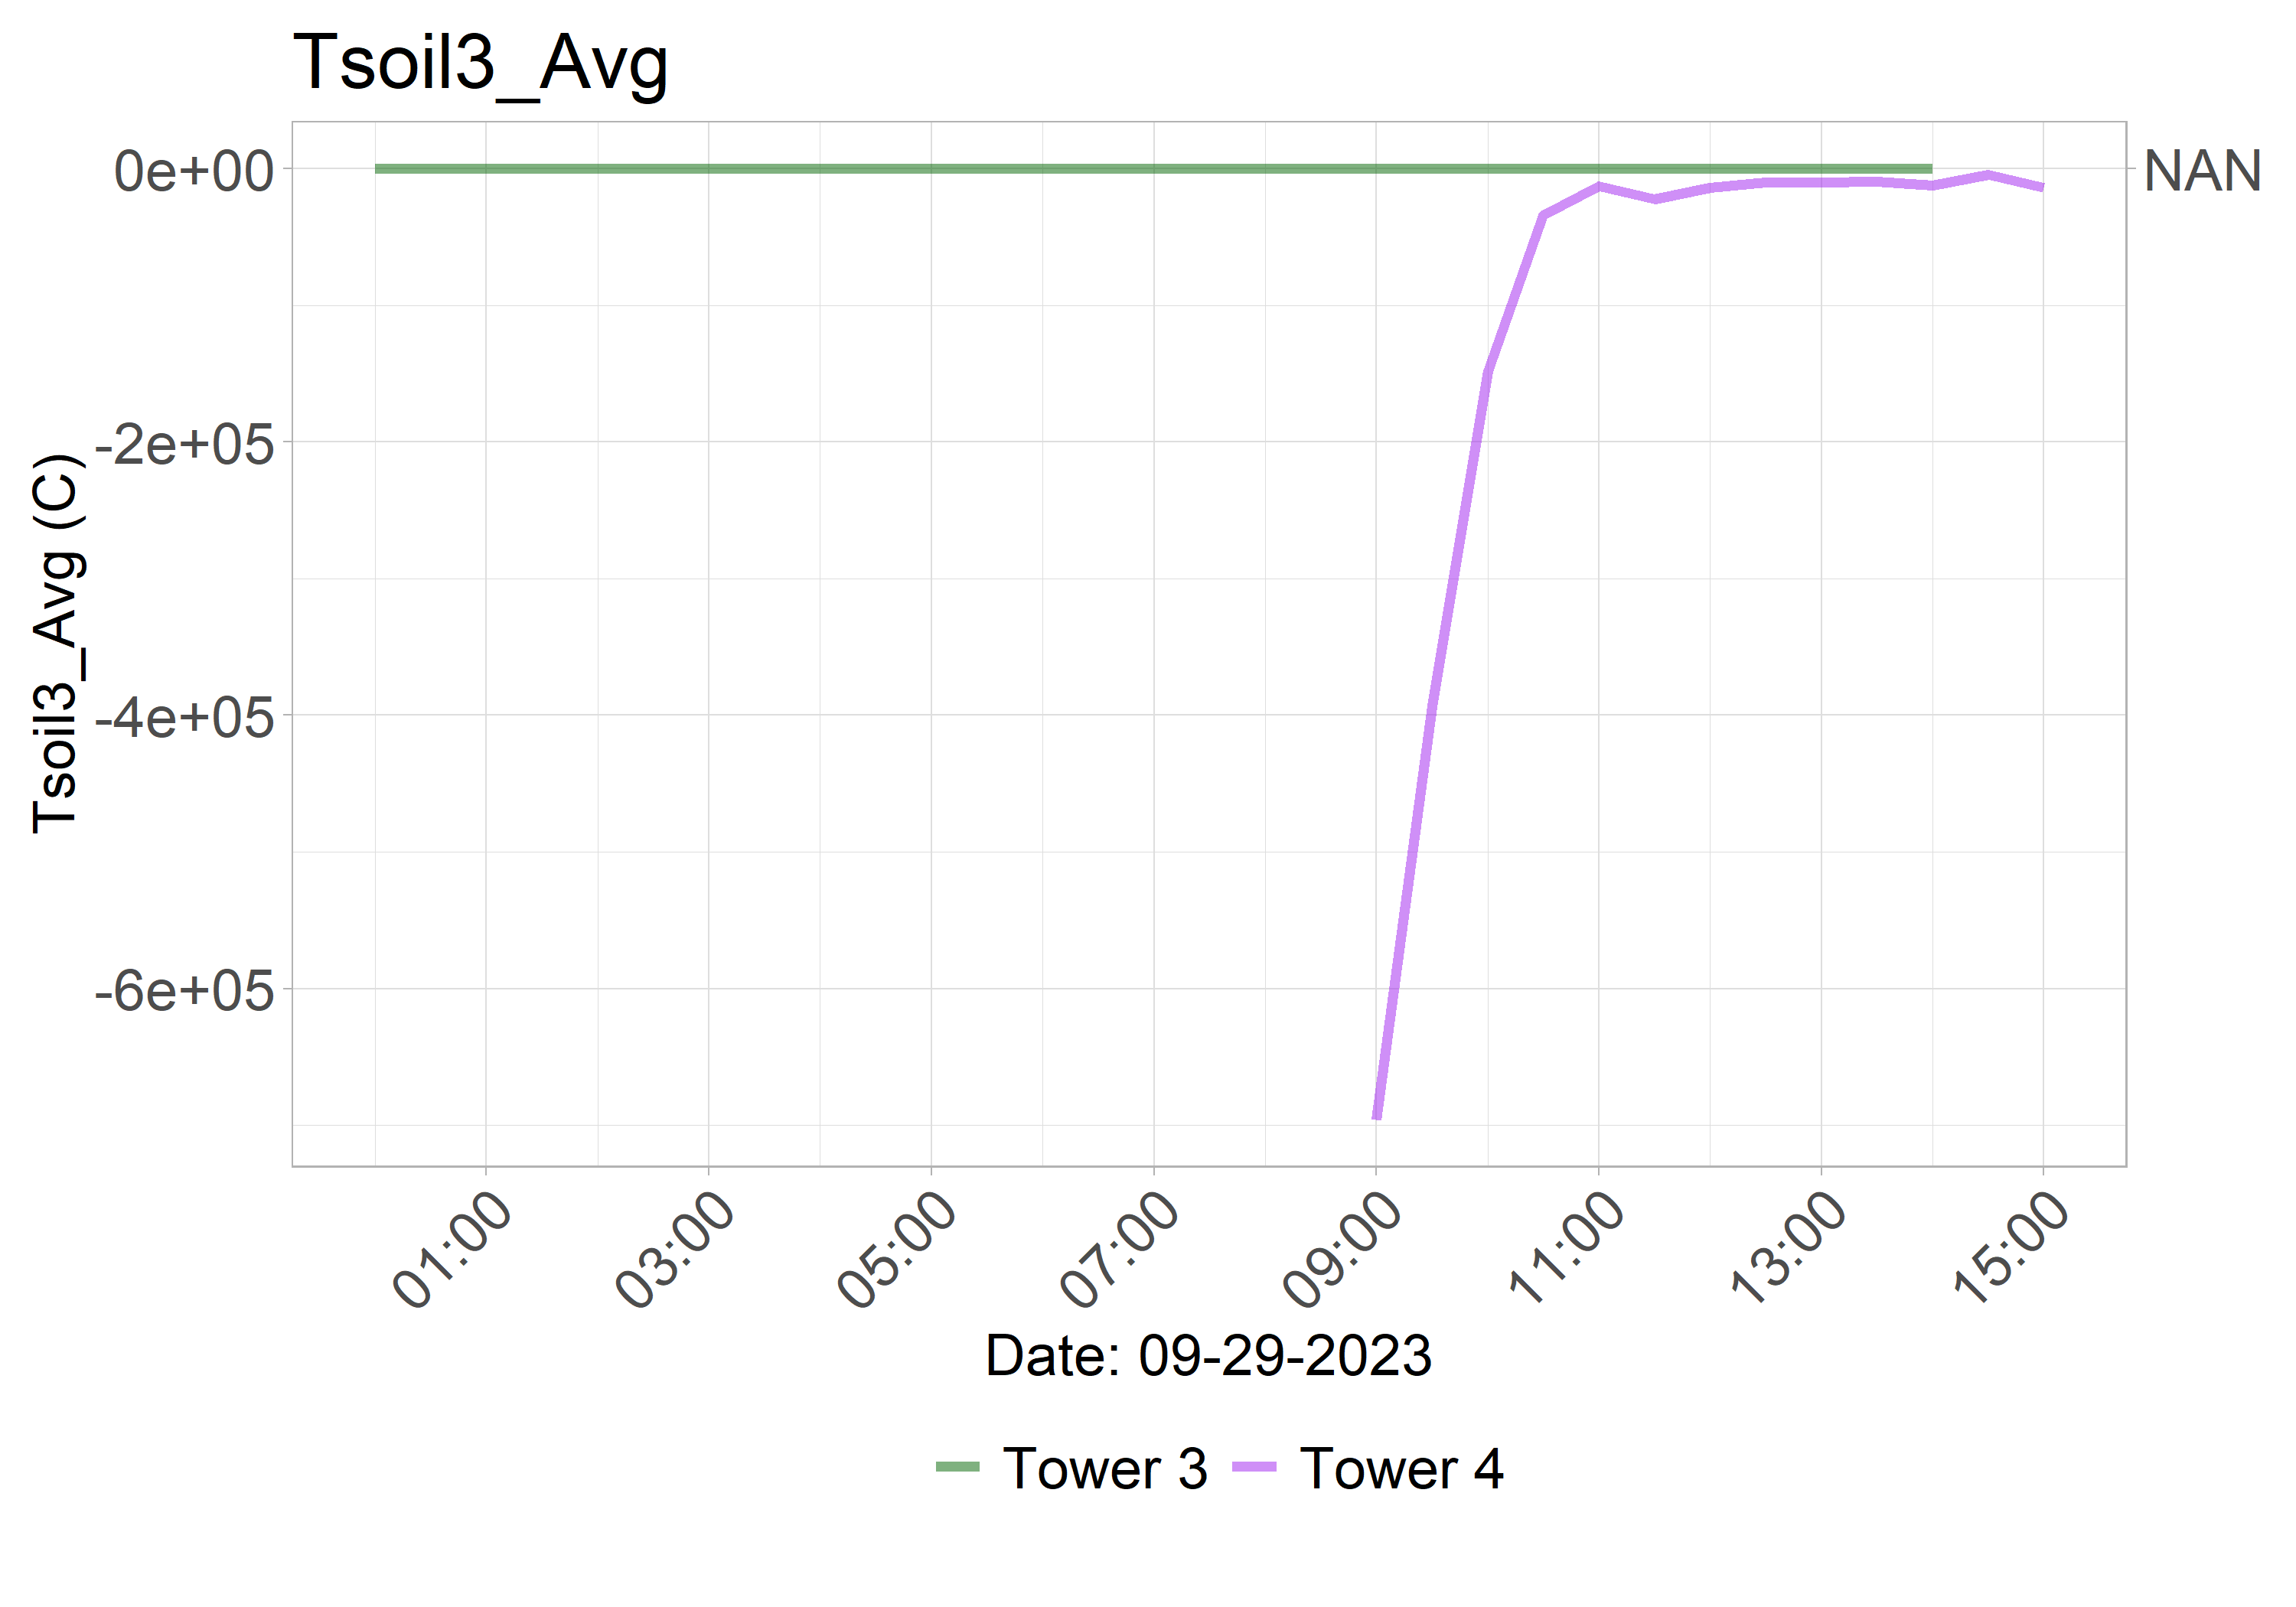 Tsoil3_Avg
0e+00
NAN
-2e+05
-4e+05
-6e+05
Tsoil3_Avg (C)
01:00
03:00
05:00
07:00
09:00
11:00
13:00
15:00
Date: 09-29-2023
Tower 3
Tower 4